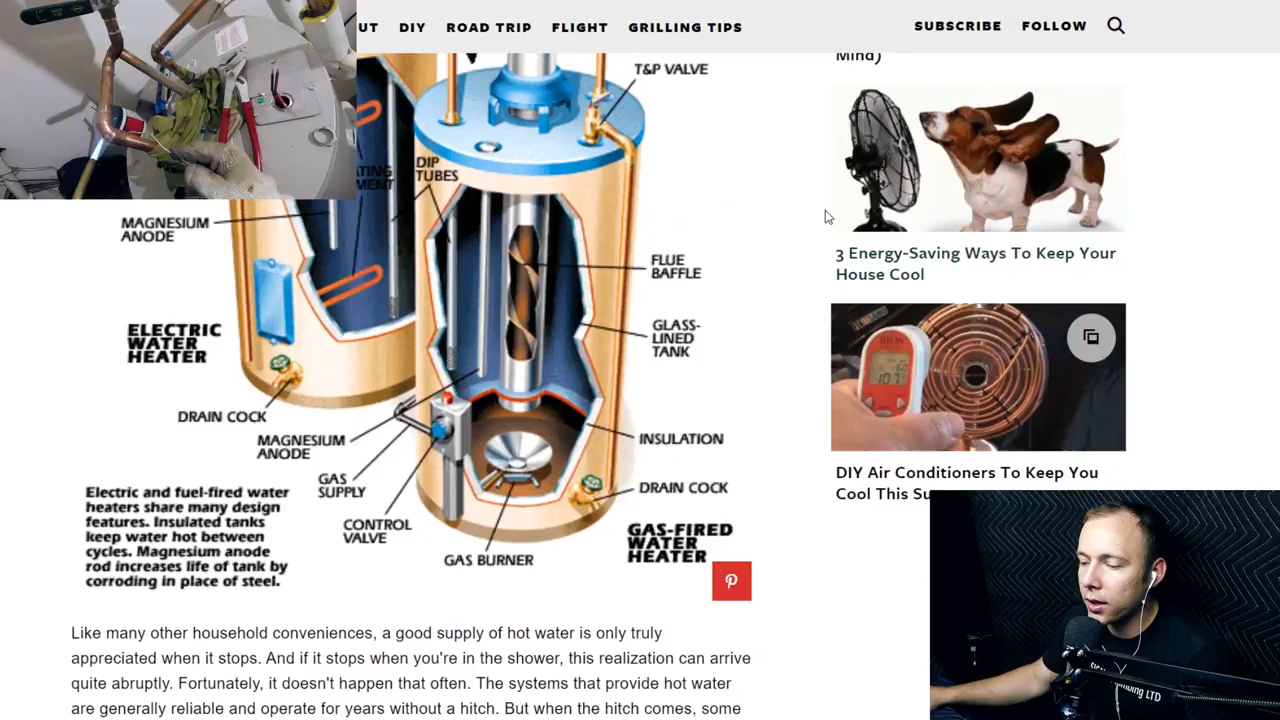 UT DIY ROAD TRIP FLIGHT GRILLING TIPS SUBSCRIBE FOLLOW
Mind)
T&P VALVE
DIP
TUBES
MAGNESIUM
ANODE
FLUE
BAFFLE
GLASS-
LINED
TANK
ELECTRIC
WATER
HEATER
DRAIN COCK
MAGNESIUM
ANODE
INSULATION
GAS
SUPPLY
DRAIN COCK
CONTROL
VALVE
GAS BURNER
GAS-FIRED
WATER
HEATER
Electric and fuel-fired water
heaters share many design
features. Insulated tanks
keep water hot between
cycles. Magnesium anode
rod increases life of tank by
corroding in place of steel.
3 Energy-Saving Ways To Keep Your
House Cool
107
DIY Air Conditioners To Keep You
Cool This Su
Like many other household conveniences, a good supply of hot water is only truly
appreciated when it stops. And if it stops when you're in the shower, this realization can arrive
quite abruptly. Fortunately, it doesn't happen that often. The systems that provide hot water
are generally reliable and operate for years without a hitch. But when the hitch comes, some
mbing LTD